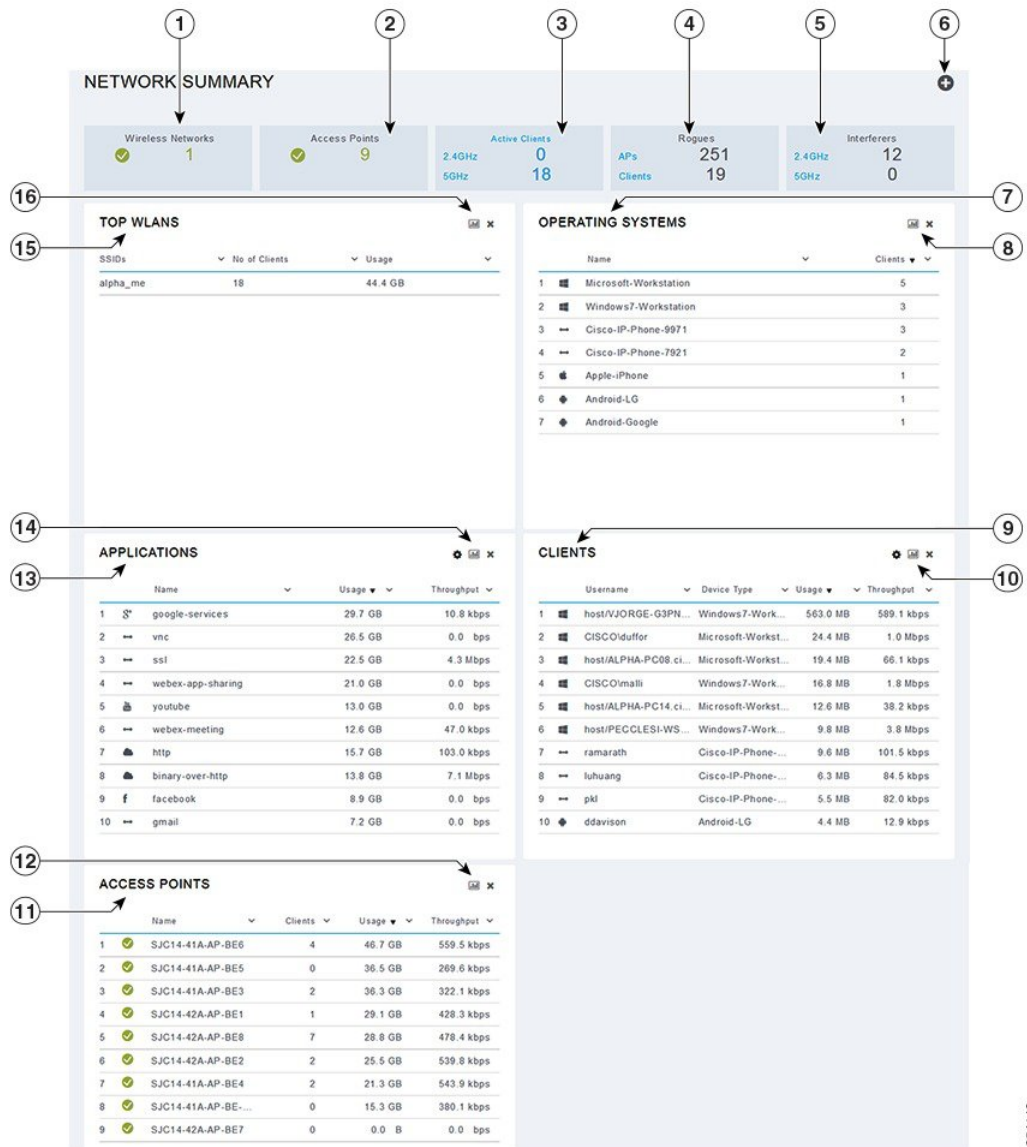 1 2 3 4 5 6
NETWORK SUMMARY
Wireless Networks
1
Access Points
9
Active Clients
2.4GHz 0
5GHz 18
Rogues
APs 251
Clients 19
Interferers
2.4GHz 12
5GHz 0
16
7
15
TOP WLANS
SSIDs No of Clients Usage
alpha_me 18 44.4 GB
OPERATING SYSTEMS
8
Name Clients
1 Microsoft-Workstation 5
2 Windows7-Workstation 3
3 Cisco-IP-Phone-9971 3
4 Cisco-IP-Phone-7921 2
5 Apple-iPhone 1
6 Android-LG 1
7 Android-Google 1
14
9
13
APPLICATIONS
Name Usage Throughput
1 google-services 29.7 GB 10.8 kbps
2 vnc 26.5 GB 0.0 bps
3 ssl 22.5 GB 4.3 Mbps
4 webex-app-sharing 21.0 GB 0.0 bps
5 youtube 13.0 GB 0.0 bps
6 webex-meeting 12.6 GB 47.0 kbps
7 http 15.7 GB 103.0 kbps
8 binary-over-http 13.8 GB 7.1 Mbps
9 facebook 8.9 GB 0.0 bps
10 gmail 7.2 GB 0.0 bps
CLIENTS
10
Username Device Type Usage Throughput
1 host/VJORGE-G3PN... Windows7-Work... 563.0 MB 589.1 kbps
2 CISCO\duffor Microsoft-Workst... 24.4 MB 1.0 Mbps
3 host/ALPHA-PC08.ci... Microsoft-Workst... 19.4 MB 66.1 kbps
4 CISCO\malli Windows7-Work... 16.8 MB 1.8 Mbps
5 host/ALPHA-PC14.ci... Microsoft-Workst... 12.6 MB 38.2 kbps
6 host/PECCLESI-WS... Windows7-Work... 9.8 MB 3.8 Mbps
7 ramarath Cisco-IP-Phone-... 9.6 MB 101.5 kbps
8 luhuang Cisco-IP-Phone-... 6.3 MB 84.5 kbps
9 pkl Cisco-IP-Phone-... 5.5 MB 82.0 kbps
10 ddavison Android-LG 4.4 MB 12.9 kbps
12
11
ACCESS POINTS
Name Clients Usage Throughput
1 SJC14-41A-AP-BE6 4 46.7 GB 559.5 kbps
2 SJC14-41A-AP-BE5 0 36.5 GB 269.6 kbps
3 SJC14-41A-AP-BE3 2 36.3 GB 322.1 kbps
4 SJC14-42A-AP-BE1 1 29.1 GB 428.3 kbps
5 SJC14-42A-AP-BE8 7 28.8 GB 478.4 kbps
6 SJC14-42A-AP-BE2 2 25.5 GB 539.8 kbps
7 SJC14-41A-AP-BE4 2 21.3 GB 543.9 kbps
8 SJC14-41A-AP-BE-... 0 15.3 GB 380.1 kbps
9 SJC14-42A-AP-BE7 0 0.0 B 0.0 bps